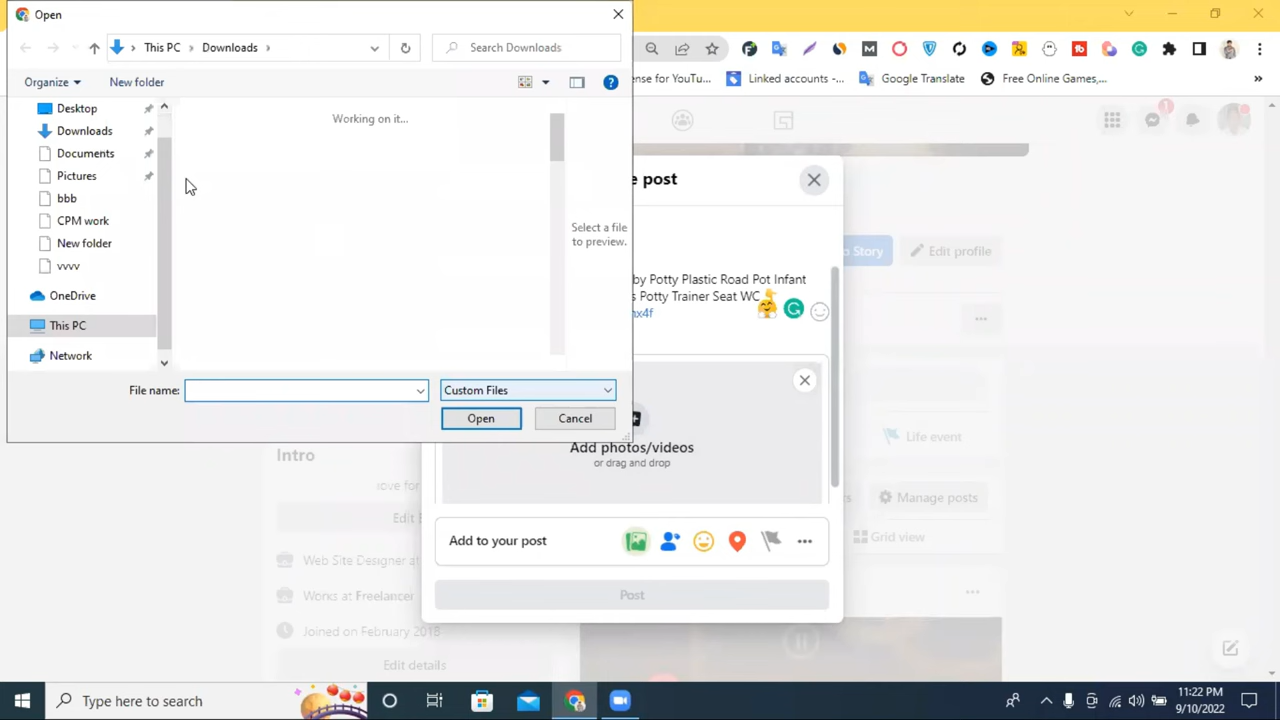 Open
This PC
Downloads
Search Downloads
Organize
New folder
Desktop
Downloads
Documents
Pictures
bbb
CPM work
New folder
vvvv
OneDrive
This PC
Network
Working on it...
Select a file
to preview.
File name:
Custom Files
Open
Cancel
ense for YouTu...
Linked accounts -...
Google Translate
Free Online Games,...
»
1
e post
by Potty Plastic Road Pot Infant
s Potty Trainer Seat WC
nx4f
Add photos/videos
or drag and drop
Add to your post
Post
o Story
Edit profile
Life event
Manage posts
Grid view
Intro
ove for
Edit
Web Site Designer at
Works at Freelancer
Joined on February 2018
Edit details
Type here to search
11:22 PM
9/10/2022